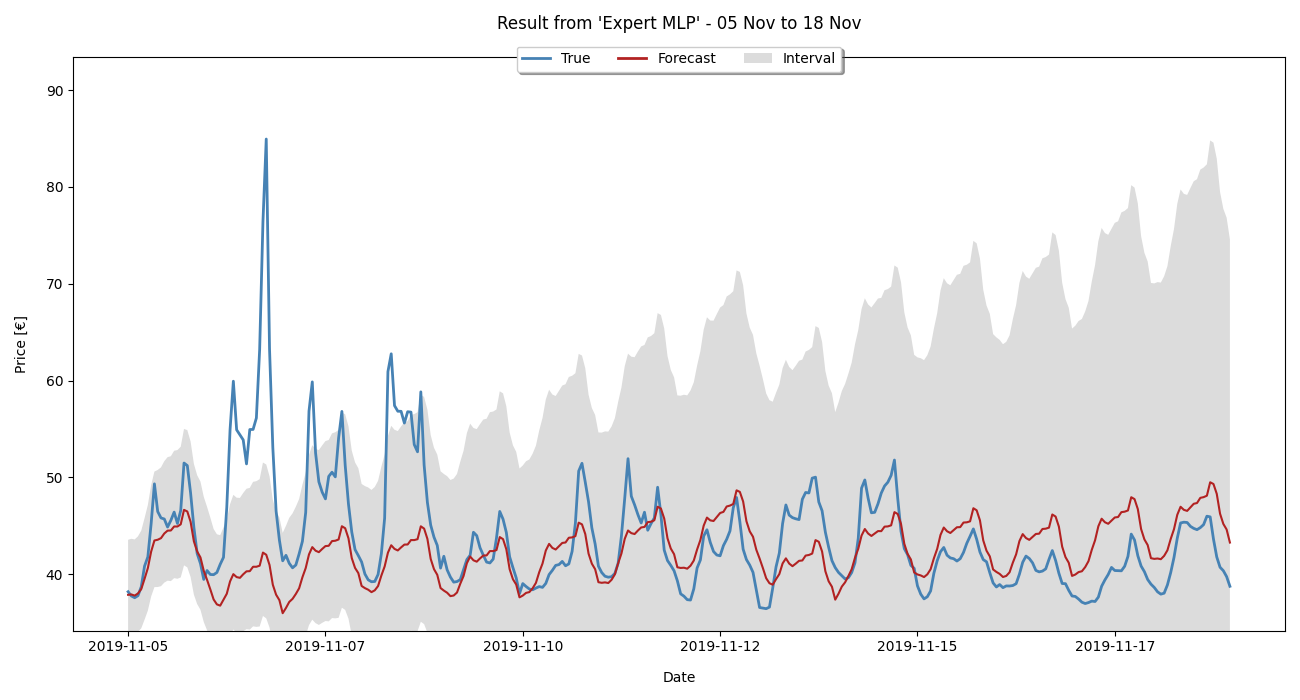 Result from 'Expert MLP' - 05 Nov to 18 Nov
True Forecast Interval
90
80
70
60
50
40
Price [€]
2019-11-05 2019-11-07 2019-11-10 2019-11-12 2019-11-15 2019-11-17
Date